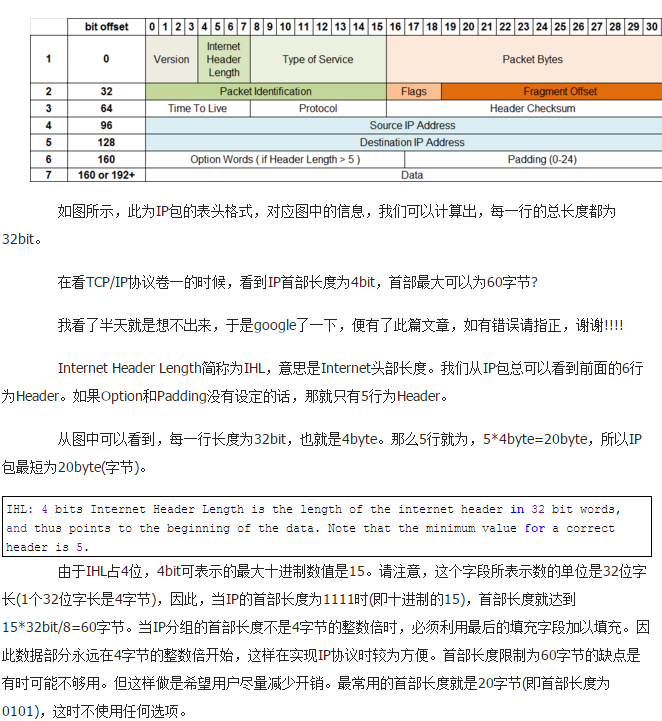 bit offset 0 1 2 3 4 5 6 7 8 9 10 11 12 13 14 15 16 17 18 19 20 21 22 23 24 25 26 27 28 29 30
1 0 Version Internet Header Length Type of Service Packet Bytes
2 32 Packet Identification Flags Fragment Offset
3 64 Time To Live Protocol Header Checksum
4 96 Source IP Address
5 128 Destination IP Address
6 160 Option Words ( if Header Length > 5 ) Padding (0-24)
7 160 or 192+ Data
如图所示，此为IP包的表头格式，对应图中的信息，我们可以计算出，每一行的总长度都为
32bit。
在看TCP/IP协议卷一的时候，看到IP首部长度为4bit，首部最大可以为60字节?
我看了半天就是想不出来，于是google了一下，便有了此篇文章，如有错误请指正，谢谢!!!!
Internet Header Length简称为IHL，意思是Internet头部长度。我们从IP包总可以看到前面的6行
为Header。如果Option和Padding没有设定的话，那就只有5行为Header。
从图中可以看到，每一行长度为32bit，也就是4byte。那么5行就为，5*4byte=20byte，所以IP
包最短为20byte(字节)。
IHL: 4 bits Internet Header Length is the length of the internet header in 32 bit words,
and thus points to the beginning of the data. Note that the minimum value for a correct
header is 5.
由于IHL占4位，4bit可表示的最大十进制数值是15。请注意，这个字段所表示数的单位是32位字
长(1个32位字长是4字节)，因此，当IP的首部长度为1111时(即十进制的15)，首部长度就达到
15*32bit/8=60字节。当IP分组的首部长度不是4字节的整数倍时，必须利用最后的填充字段加以填充。因
此数据部分永远在4字节的整数倍开始，这样在实现IP协议时较为方便。首部长度限制为60字节的缺点是
有时可能不够用。但这样做是希望用户尽量减少开销。最常用的首部长度就是20字节(即首部长度为
0101)，这时不使用任何选项。